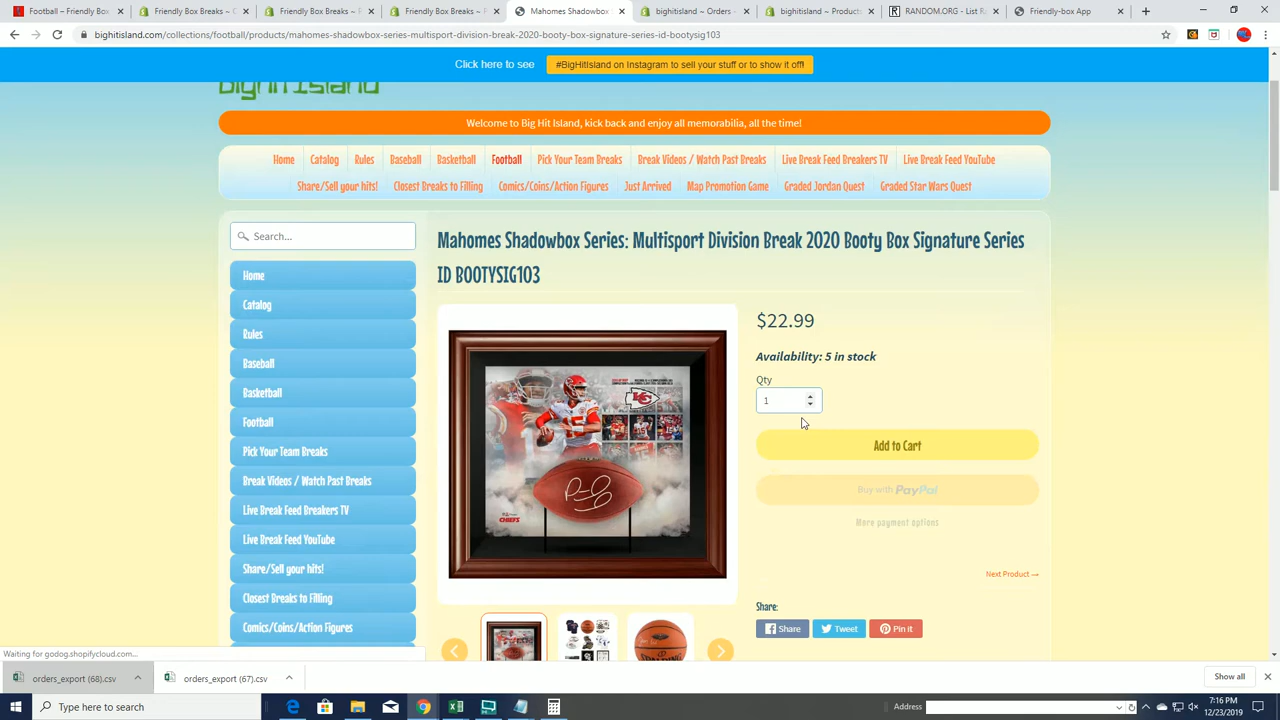 Football – Friendly Box B
Friendly Box Breaks ~ Pr
Friendly Box Breaks ~ O
Mahomes Shadowbox Ser
bighitisland ~ Orders ~ S
bighitisland ~ Products ~
RANDOM.ORG - List Ra
Friendly-box App
bighitisland.com/collections/football/products/mahomes-shadowbox-series-multisport-division-break-2020-booty-box-signature-series-id-bootysig103
Click here to see
#BigHitIsland on Instagram to sell your stuff or to show it off!
BigHitIsland
Welcome to Big Hit Island, kick back and enjoy all memorabilia, all the time!
Home Catalog Rules Baseball Basketball Football Pick Your Team Breaks Break Videos / Watch Past Breaks Live Break Feed Breakers TV Live Break Feed YouTube
Share/Sell your hits! Closest Breaks to Filling Comics/Coins/Action Figures Just Arrived Map Promotion Game Graded Jordan Quest Graded Star Wars Quest
Search...
Home
Catalog
Rules
Baseball
Basketball
Football
Pick Your Team Breaks
Break Videos / Watch Past Breaks
Live Break Feed Breakers TV
Live Break Feed YouTube
Share/Sell your hits!
Closest Breaks to Filling
Comics/Coins/Action Figures
Mahomes Shadowbox Series: Multisport Division Break 2020 Booty Box Signature Series
ID BOOTYSIG103
CHIEFS
$22.99
Availability: 5 in stock
Qty
1
Add to Cart
Buy with PayPal
More payment options
Next Product →
Share:
Share Tweet Pin it
Waiting for godog.shopifycloud.com...
orders_export (68).csv
orders_export (67).csv
Show all
Type here to search
Address
7:16 PM
12/23/2019